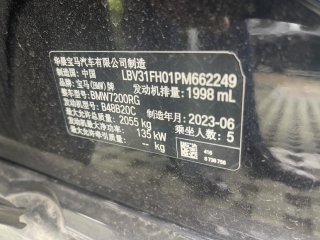 华晨宝马汽车有限公司制造
制造国: 中国 LBV31FH01PM662249
品牌: 宝马(BMW)牌 发动机排量: 1998 mL
整车型号: BMW7200RG
发动机型号: B48B20C 制造年月: 2023-06
最大允许总质量: 2055 kg 乘坐人数: 5
发动机最大净功率: 135 kW
最大允许牵引质量: -- kg